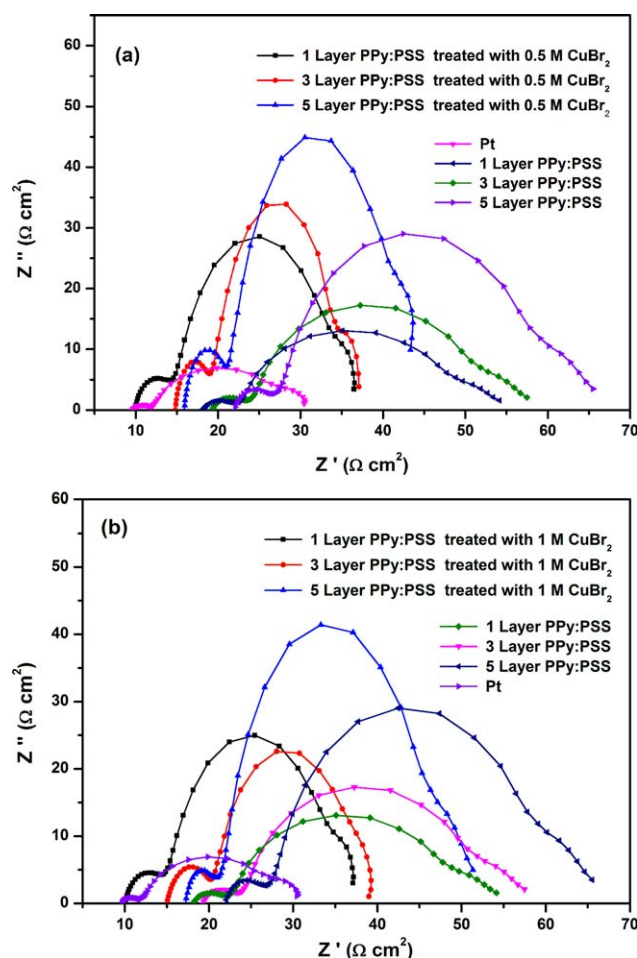 60
(a)
1 Layer PPy:PSS treated with 0.5 M CuBr2
3 Layer PPy:PSS treated with 0.5 M CuBr2
5 Layer PPy:PSS treated with 0.5 M CuBr2
50
Pt
1 Layer PPy:PSS
3 Layer PPy:PSS
5 Layer PPy:PSS
40
30
20
10
0
Z '' (Ω cm²)
0 10 20 30 40 50 60 70
Z ' (Ω cm²)
60
(b)
1 Layer PPy:PSS treated with 1 M CuBr2
3 Layer PPy:PSS treated with 1 M CuBr2
5 Layer PPy:PSS treated with 1 M CuBr2
50
1 Layer PPy:PSS
3 Layer PPy:PSS
5 Layer PPy:PSS
Pt
40
30
20
10
0
Z '' (Ω cm²)
0 10 20 30 40 50 60 70
Z ' (Ω cm²)